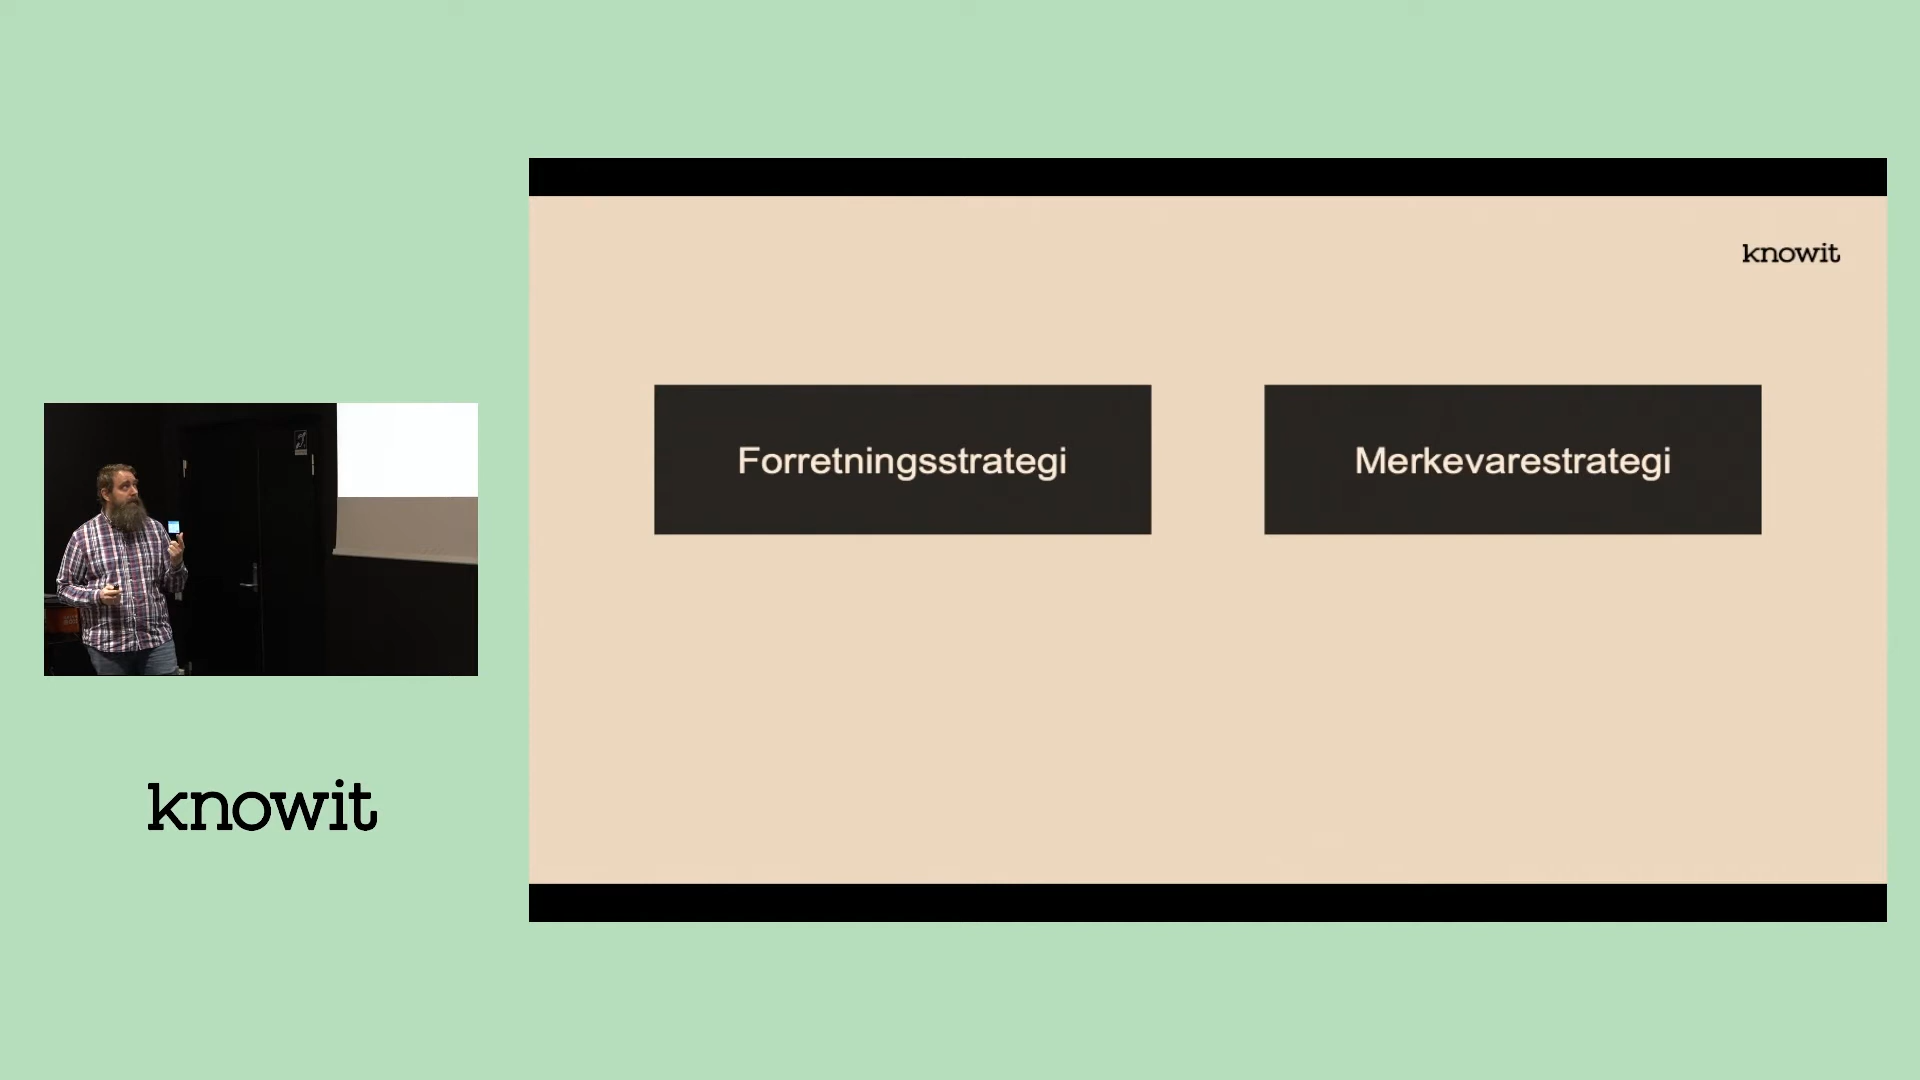 knowit
Forretningsstrategi
Merkevarestrategi
knowit